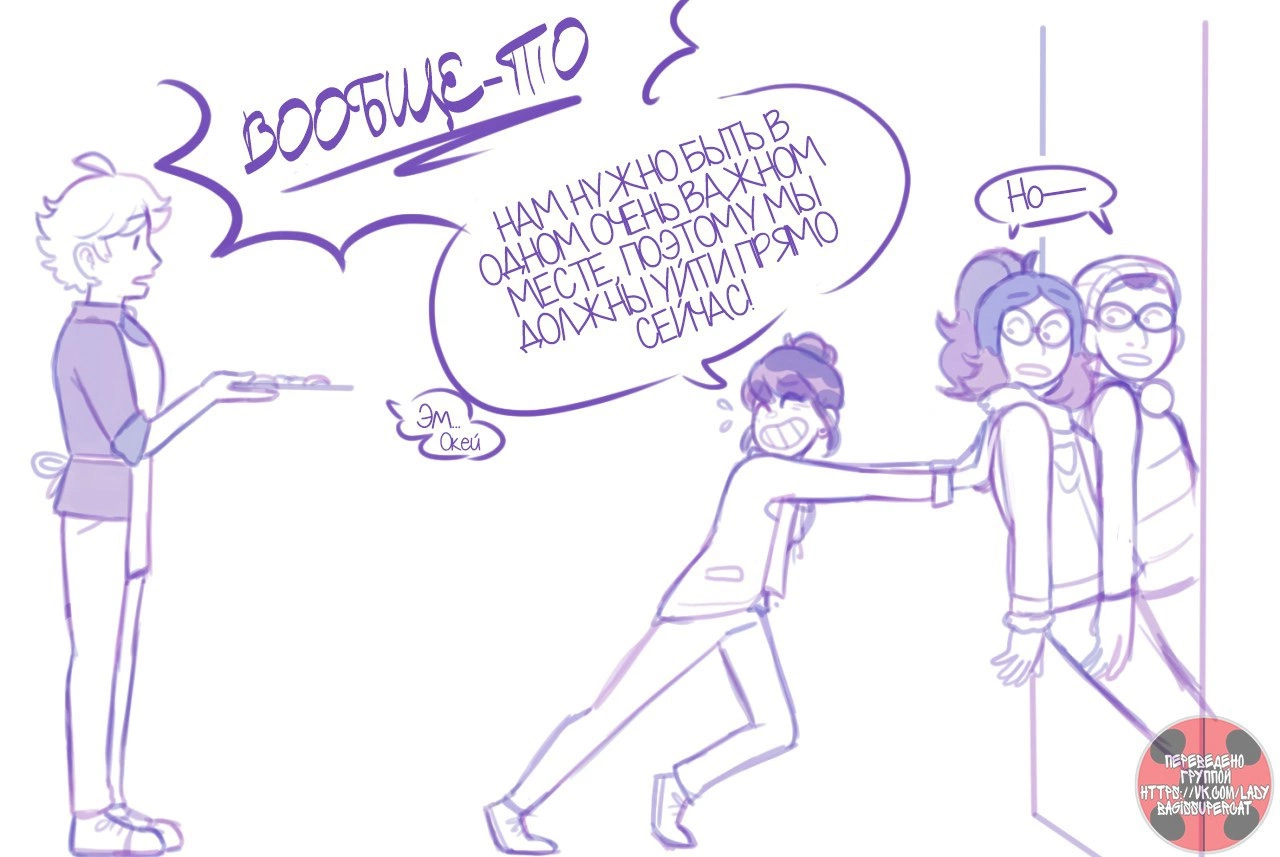 ВООБЩЕ-ТО
НАМ НУЖНО БЫТЬ В
ОДНОМ ОЧЕНЬ ВАЖНОМ
МЕСТЕ, ПОЭТОМУ МЫ
ДОЛЖНЫ УЙТИ ПРЯМО
СЕЙЧАС!
Но—
Эм...
Окей
ПЕРЕВЕДЕНО
ГРУППОЙ
HTTPS://VK.COM/LADY
BAGISSUPERCAT